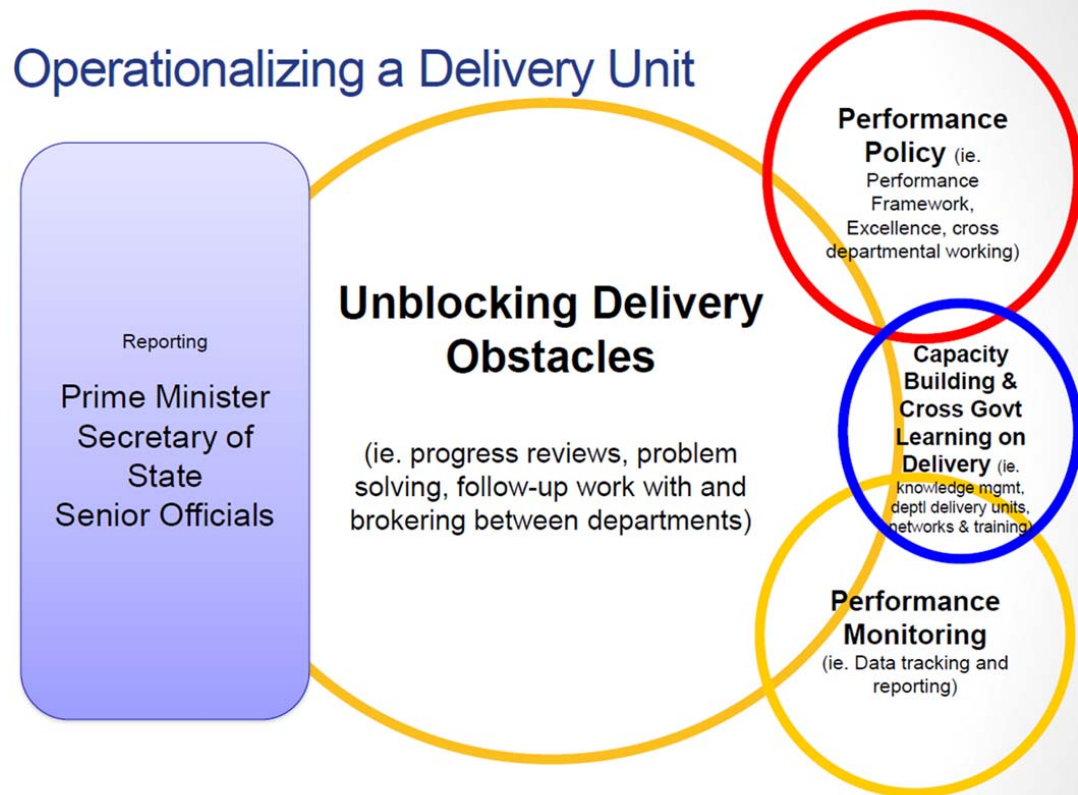 Operationalizing a Delivery Unit
Reporting
Prime Minister
Secretary of
State
Senior Officials
Unblocking Delivery
Obstacles
(ie. progress reviews, problem
solving, follow-up work with and
brokering between departments)
Performance
Policy (ie.
Performance
Framework,
Excellence, cross
departmental working)
Capacity
Building &
Cross Govt
Learning on
Delivery (ie.
knowledge mgmt,
deptl delivery units,
networks & training)
Performance
Monitoring
(ie. Data tracking and
reporting)